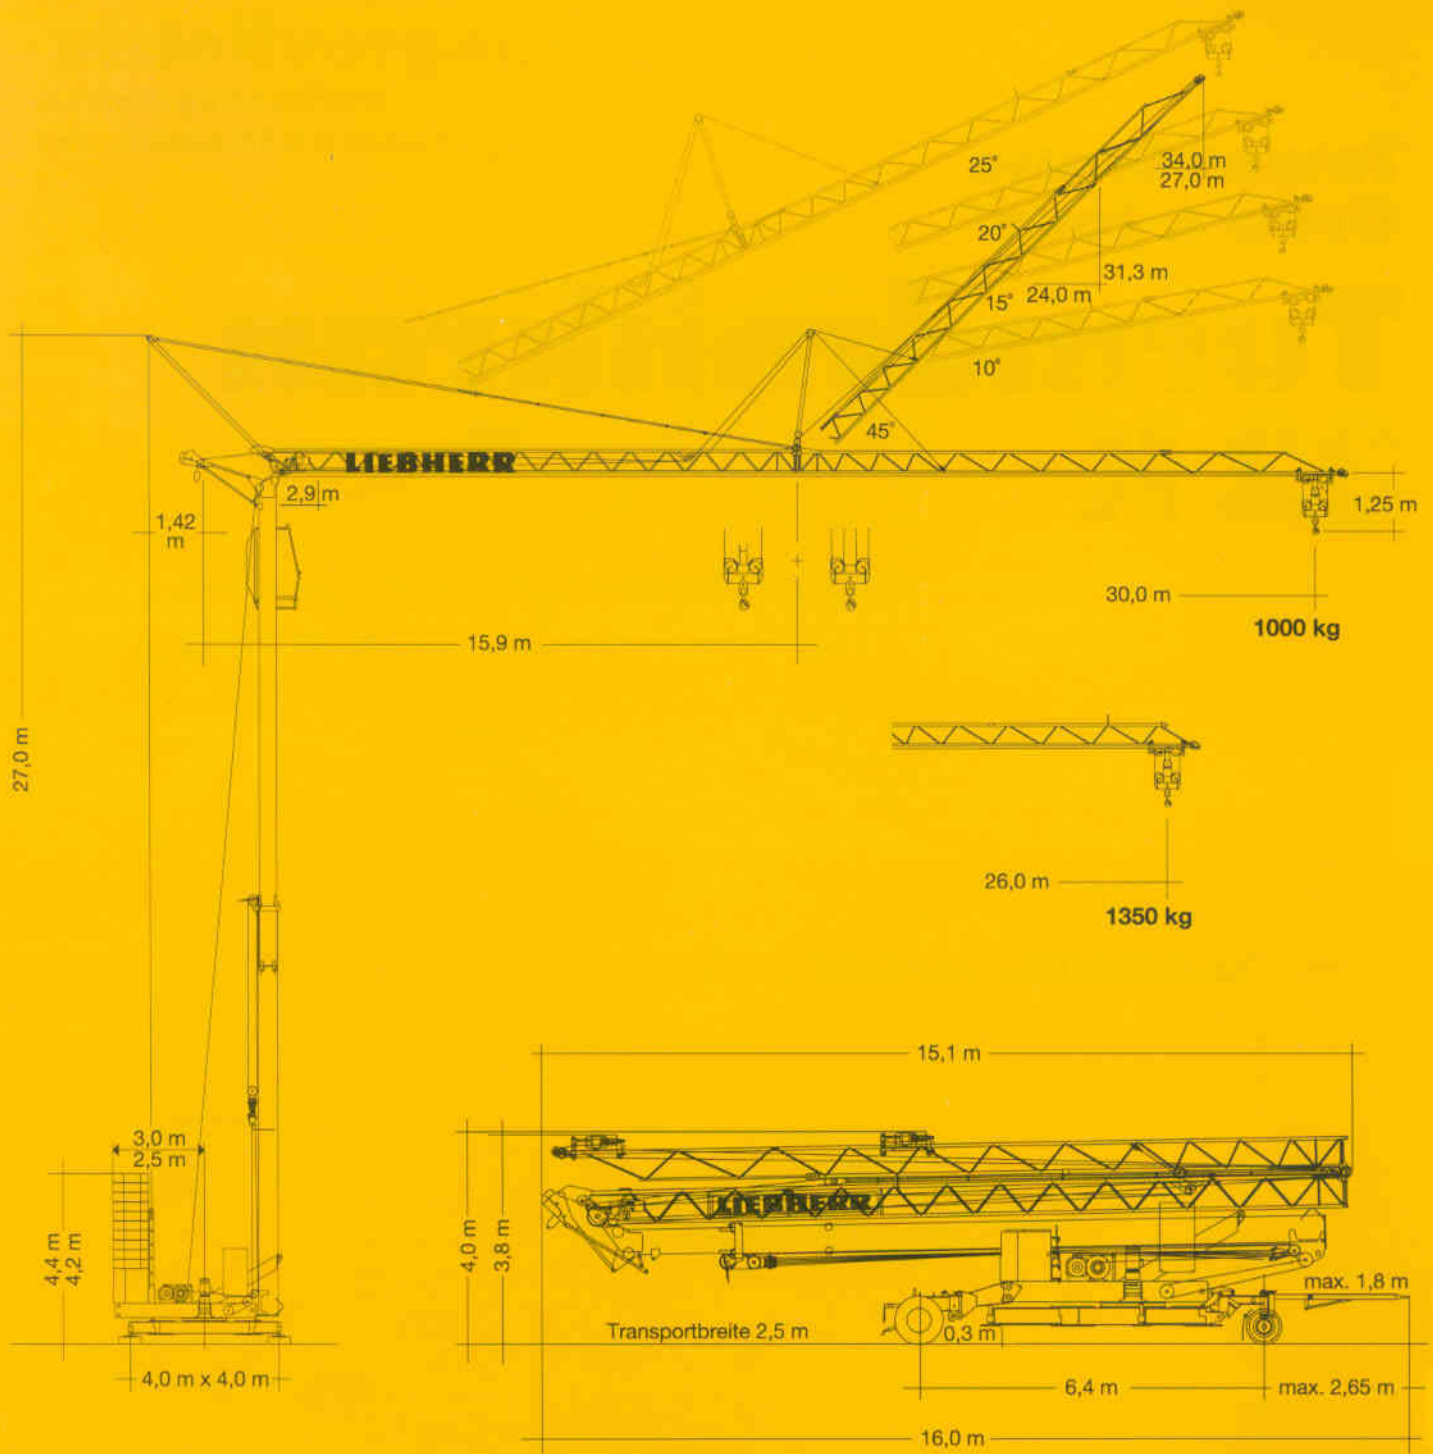 25°
34,0 m
27,0 m
20°
31,3 m
24,0 m
15°
10°
45°
LIEBHERR
2,9 m
1,25 m
1,42
m
30,0 m
1000 kg
15,9 m
27,0 m
26,0 m
1350 kg
15,1 m
3,0 m
2,5 m
4,4 m
4,2 m
4,0 m
3,8 m
LIEBHERR
max. 1,8 m
Transportbreite 2,5 m
0,3 m
4,0 m x 4,0 m
6,4 m
max. 2,65 m
16,0 m